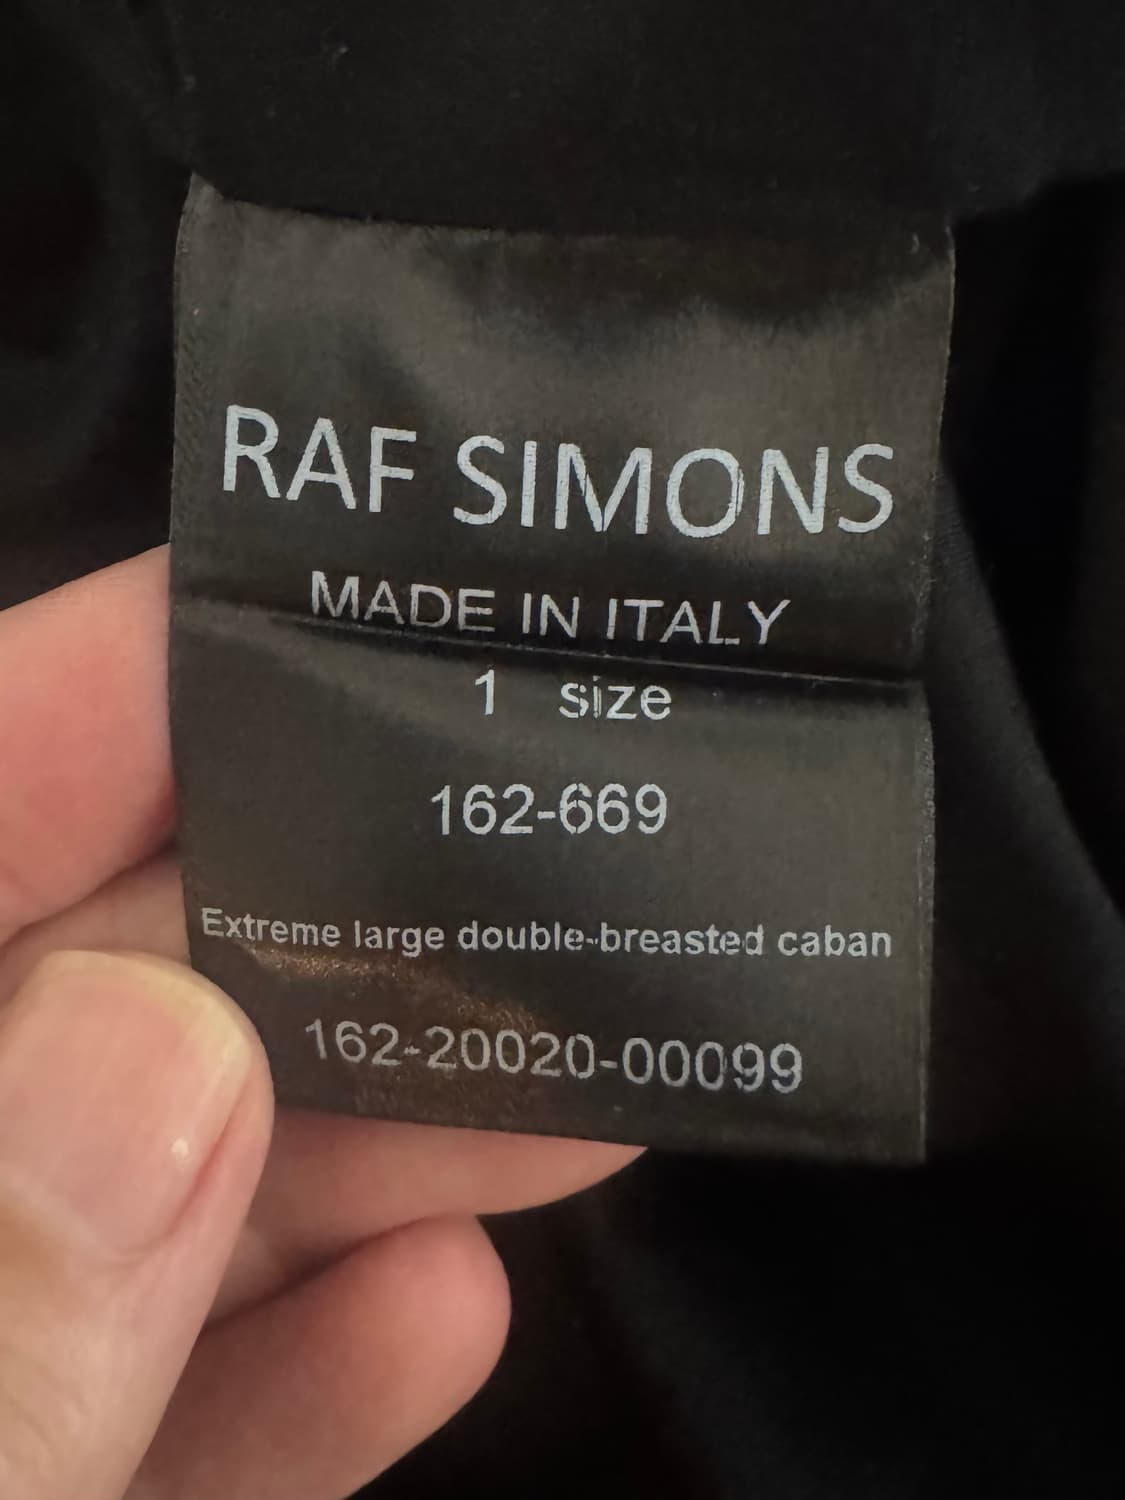 RAF SIMONS
MADE IN ITALY
1 size
162-669
Extreme large double-breasted caban
162-20020-00099